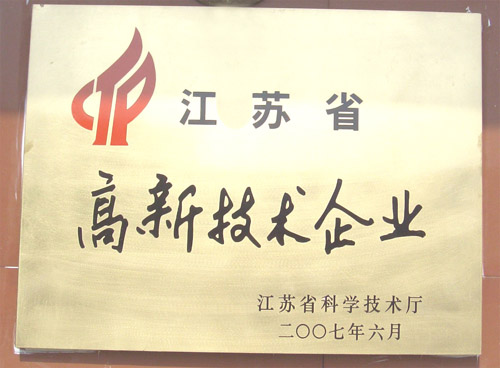 江苏省
高新技术企业
江苏省科学技术厅
二〇〇七年六月